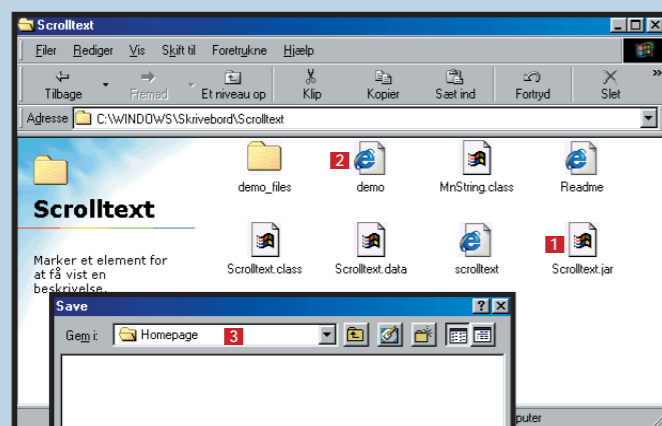 Scrolltext
Filer Rediger Vis Skift til Foretrukne Hjælp
Tilbage Fremad Et niveau op Klip Kopier Sæt ind Fortryd Slet »
Adresse C:\WINDOWS\Skrivebord\Scrolltext
2
demo_files demo MnString.class Readme
Scrolltext
1
Scrolltext.class Scrolltext.data scrolltext Scrolltext.jar
Marker et element for
at få vist en
beskrivelse.
Save
Gem i: Homepage 3
puter